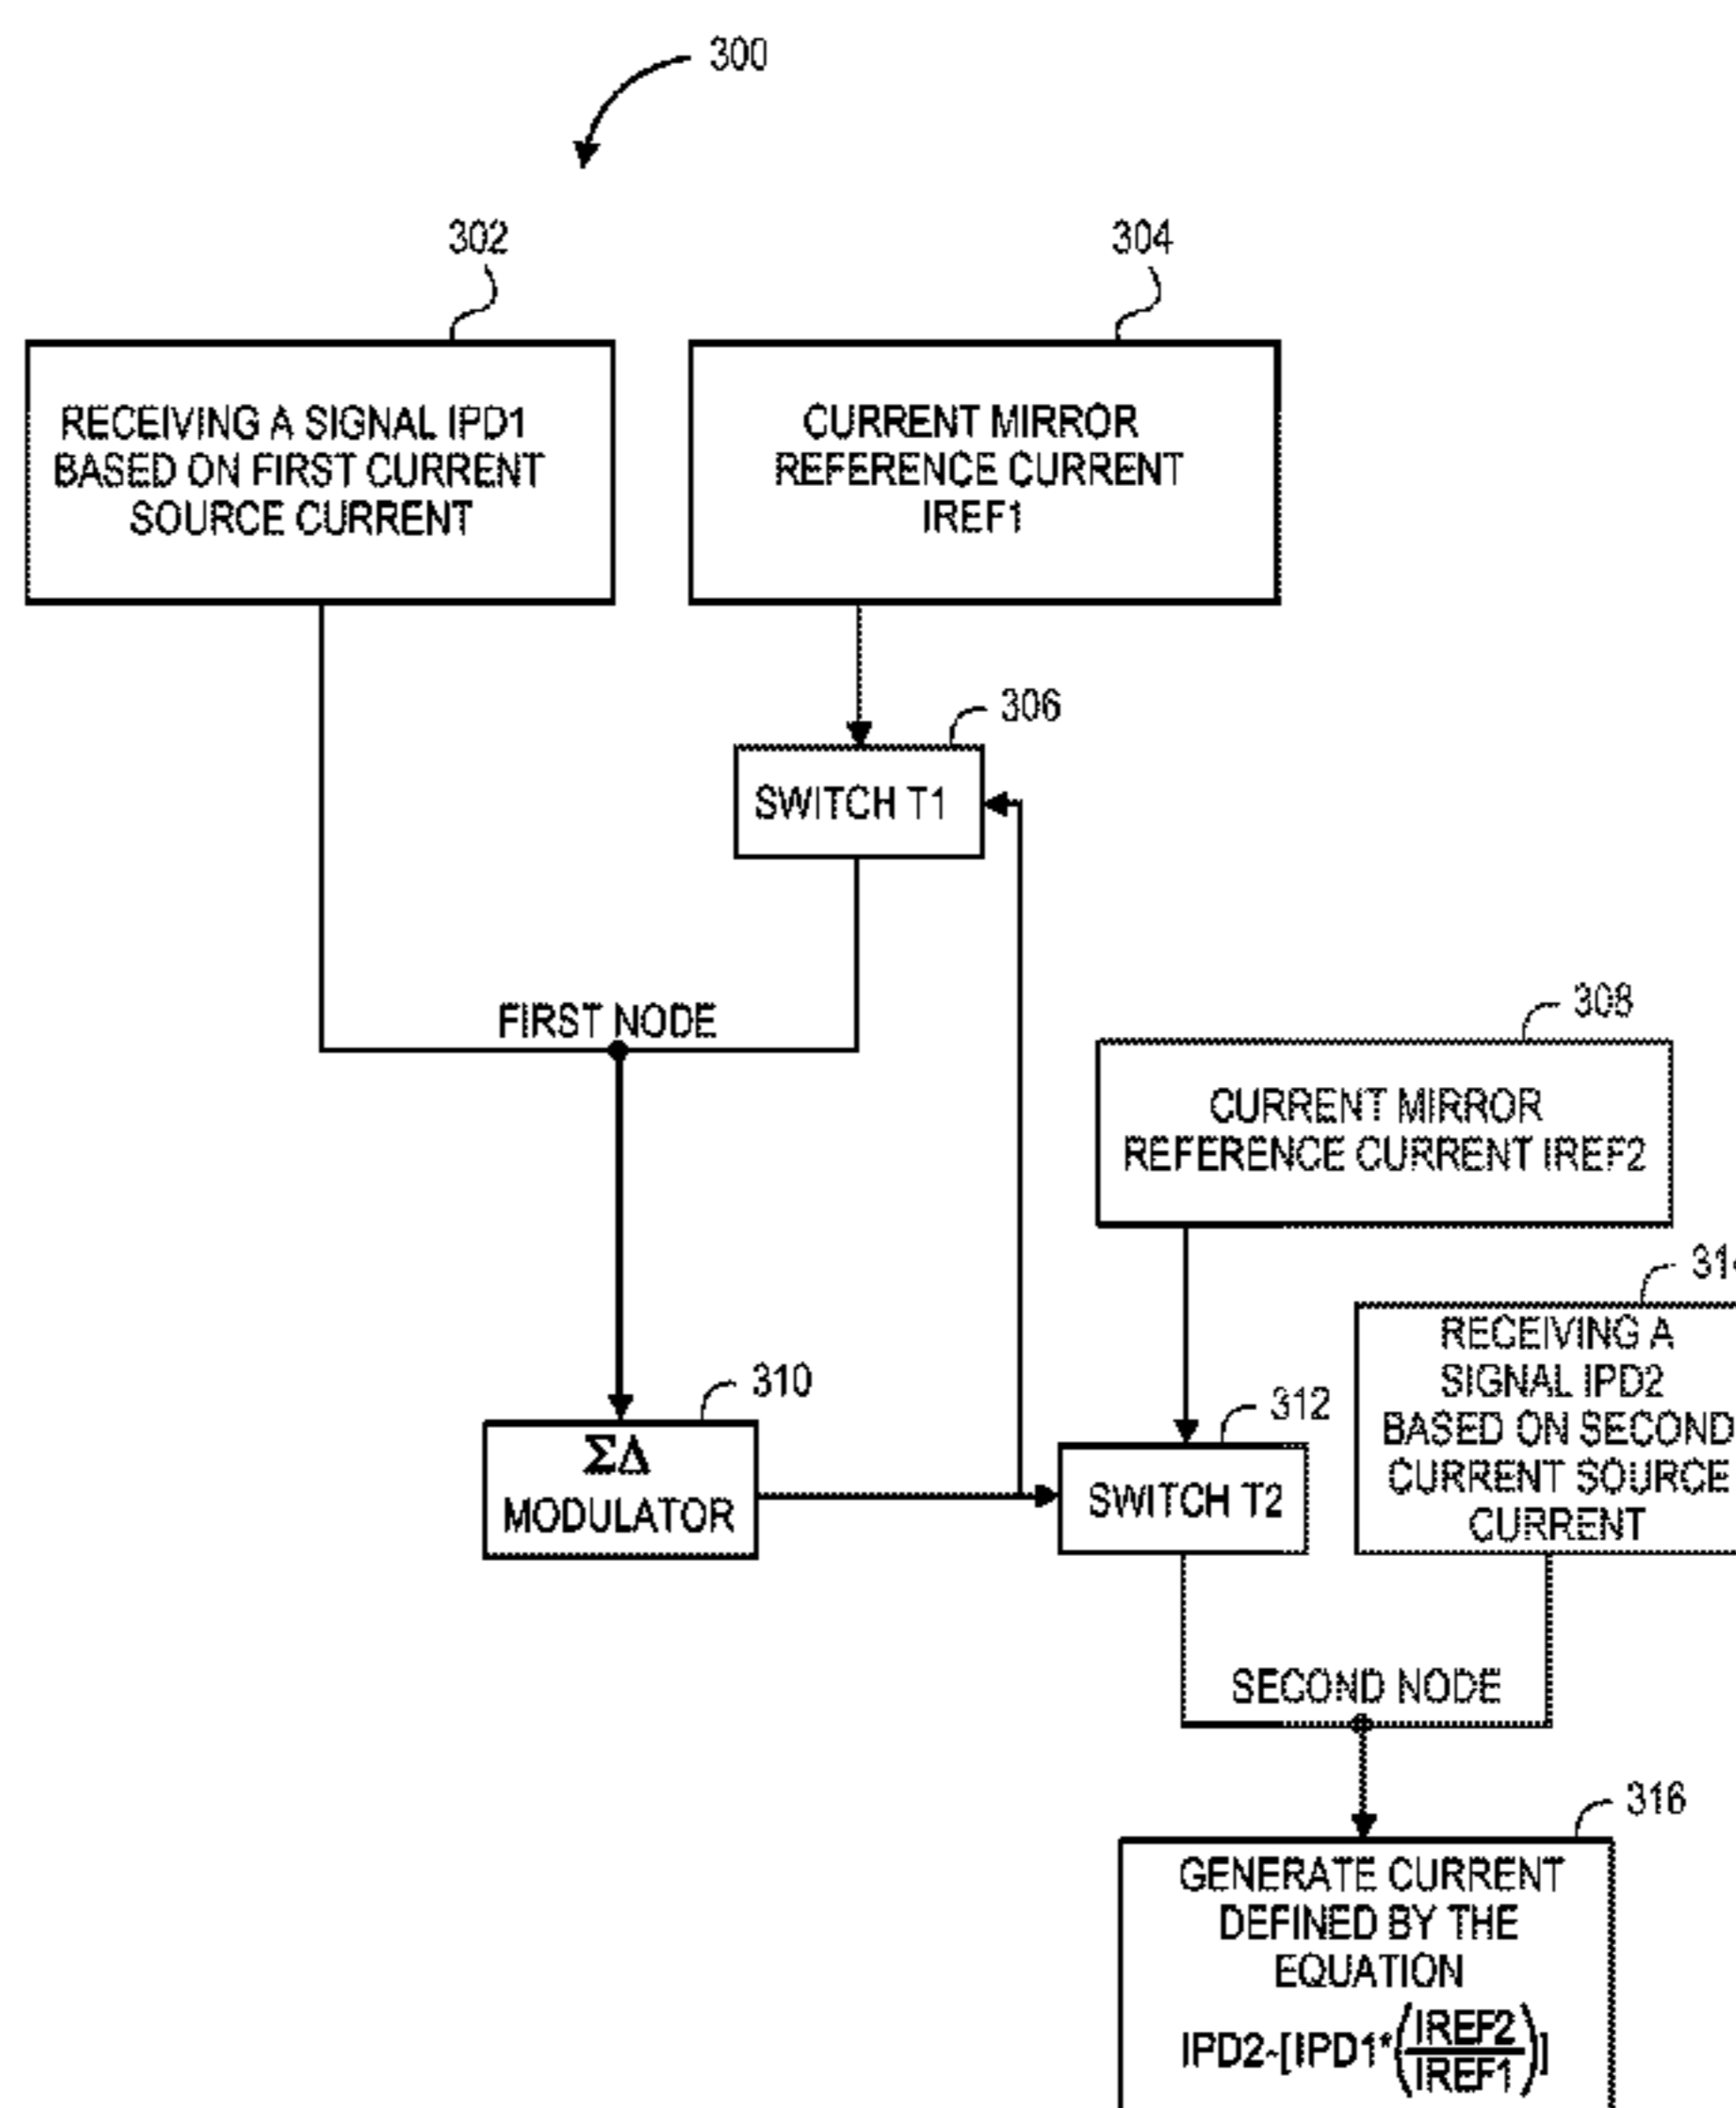 300
302
304
RECEIVING A SIGNAL IPD1
BASED ON FIRST CURRENT
SOURCE CURRENT
CURRENT MIRROR
REFERENCE CURRENT
IREF1
306
SWITCH T1
FIRST NODE
308
CURRENT MIRROR
REFERENCE CURRENT IREF2
310
ΣΔ
MODULATOR
312
SWITCH T2
RECEIVING A
SIGNAL IPD2
BASED ON SECOND
CURRENT SOURCE
CURRENT
SECOND NODE
316
GENERATE CURRENT
DEFINED BY THE
EQUATION
IPD2-[IPD1*(IREF2/IREF1)]